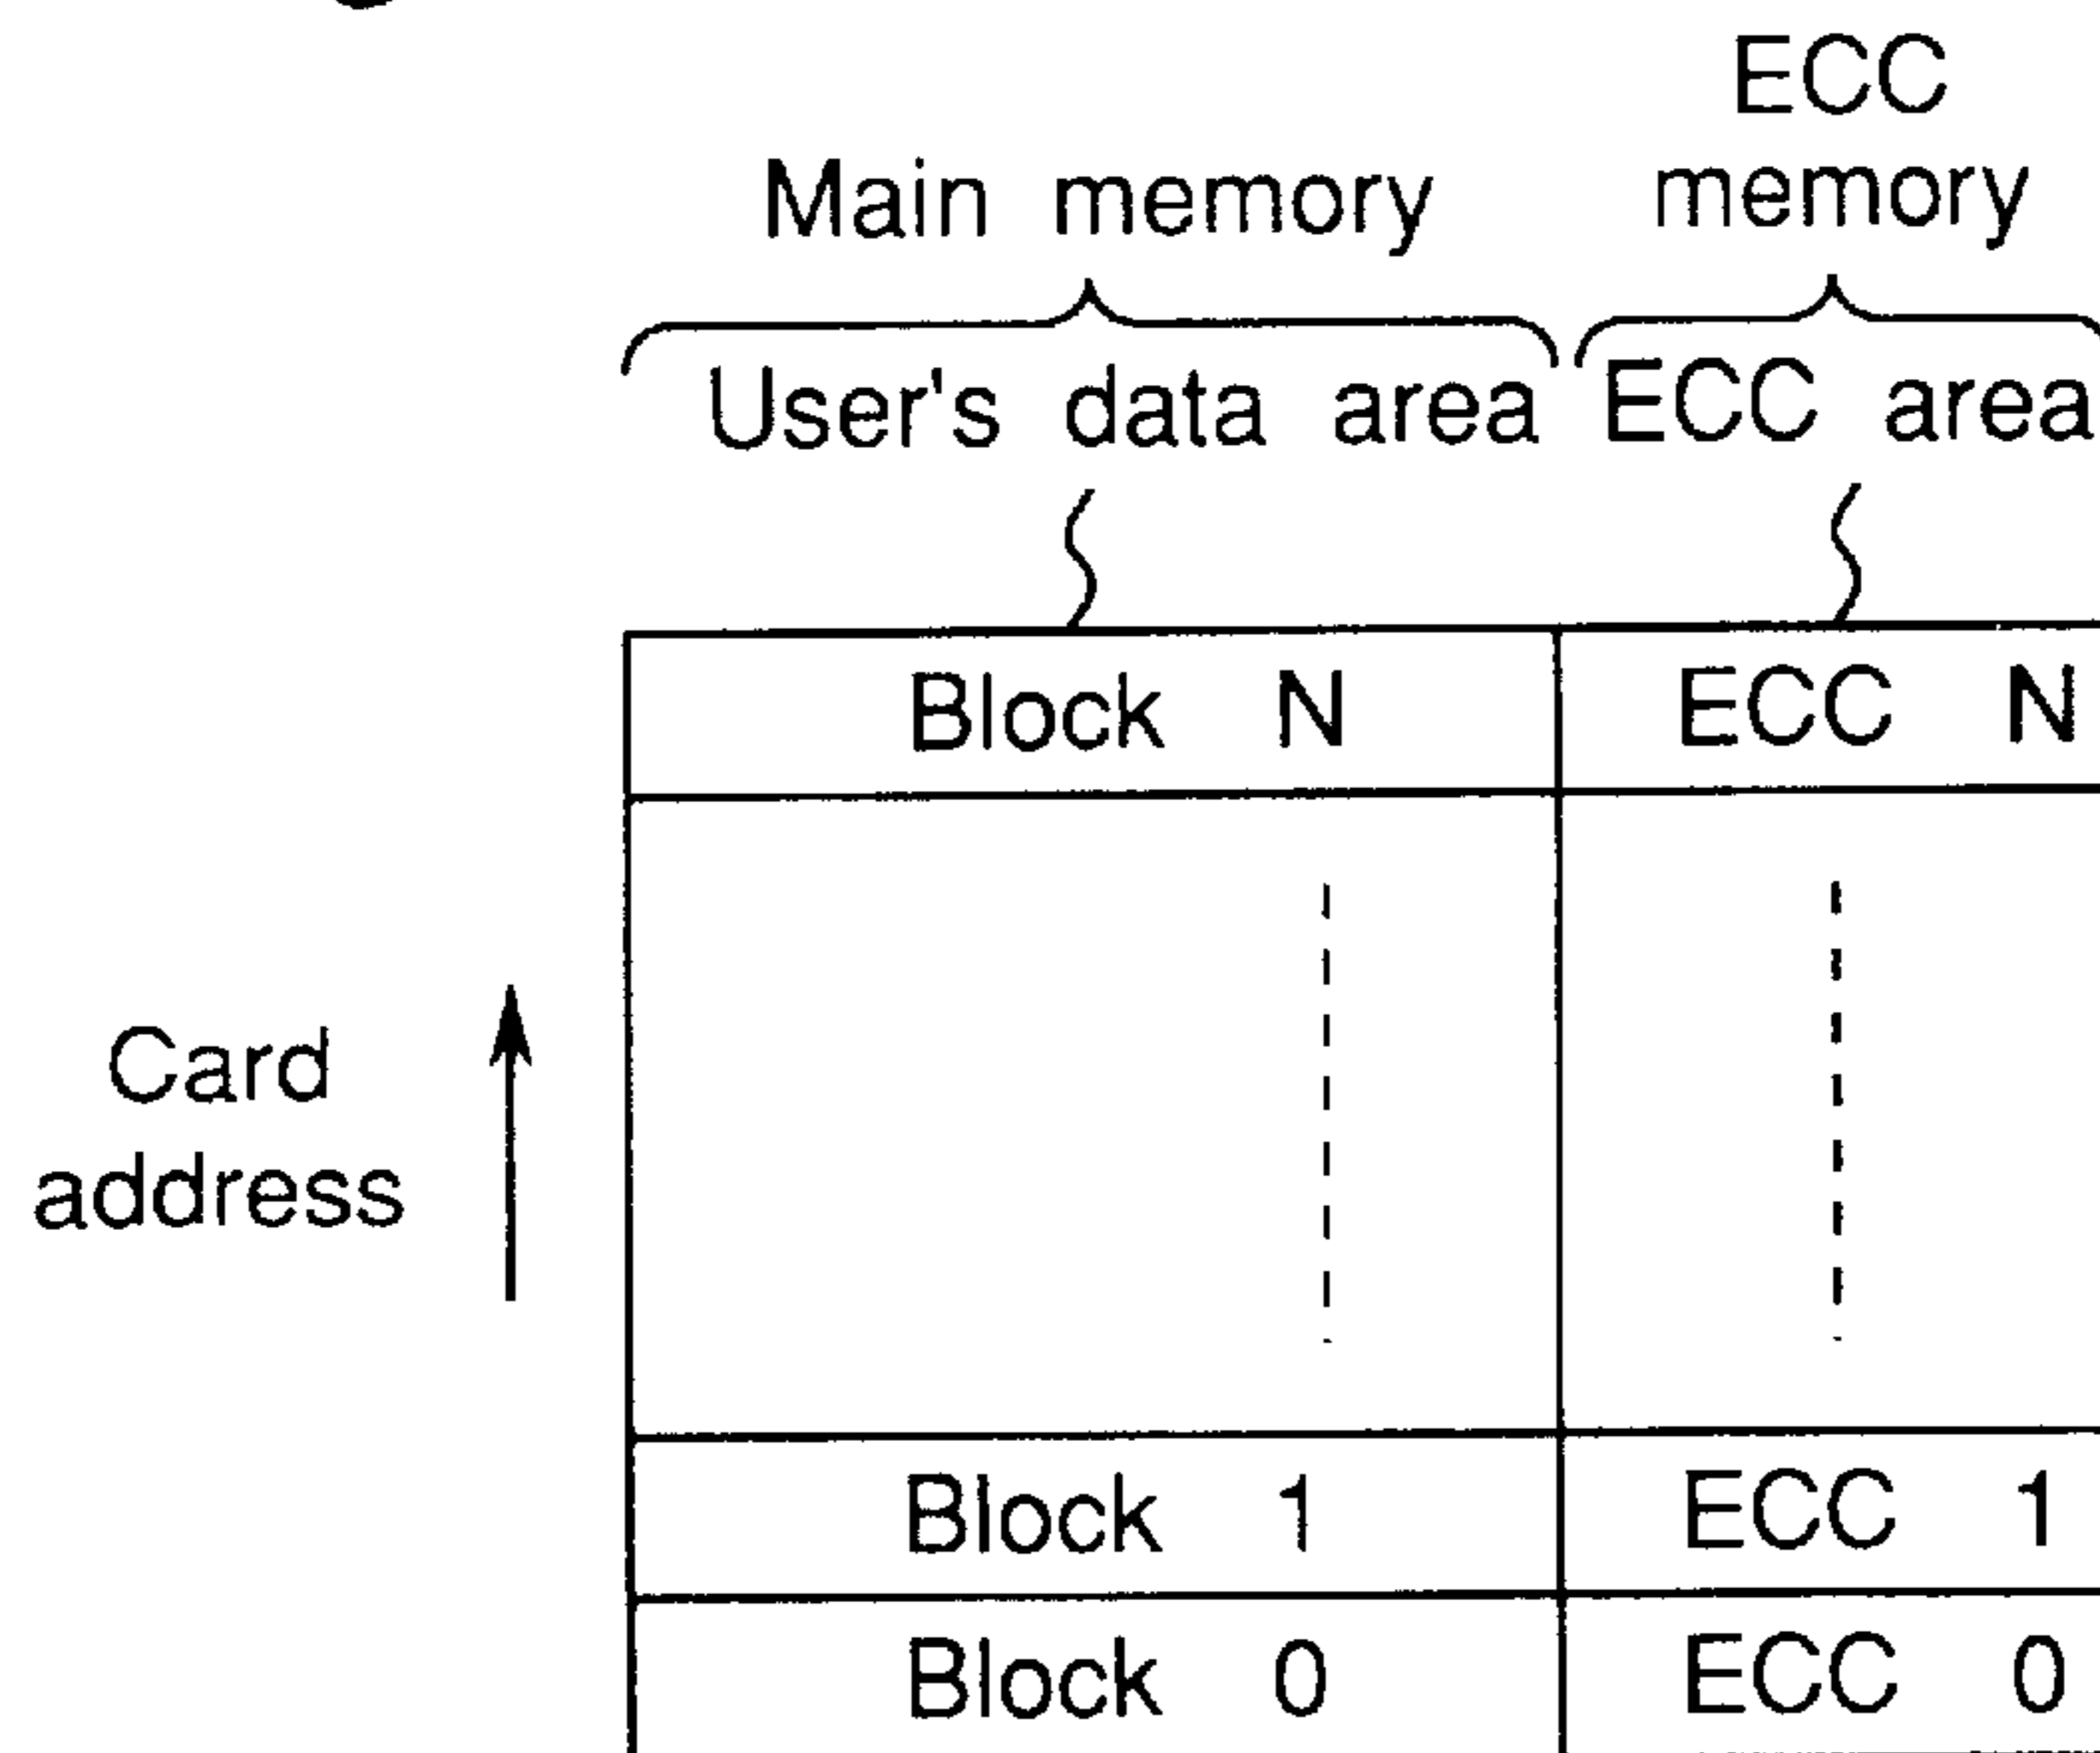 ECC
Main memory memory
User's data area ECC area
Block N ECC N
Card
address
Block 1 ECC 1
Block 0 ECC 0